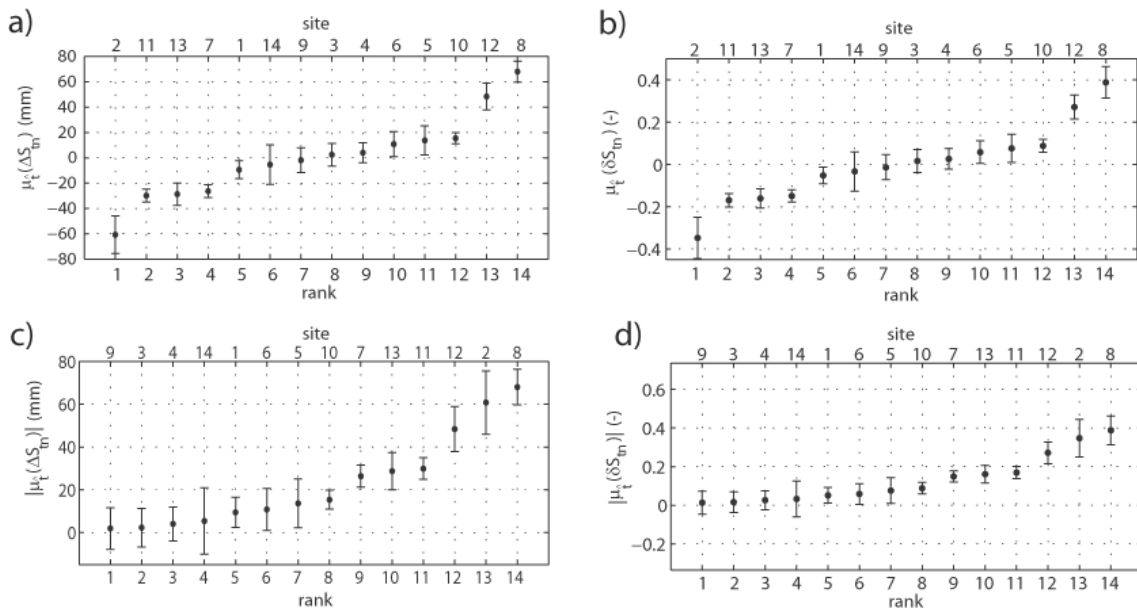 a)
site
2 11 13 7 1 14 9 3 4 6 5 10 12 8
80
60
40
20
0
−20
−40
−60
−80
μ_t̂(ΔS_tn) (mm)
1 2 3 4 5 6 7 8 9 10 11 12 13 14
rank
b)
site
2 11 13 7 1 14 9 3 4 6 5 10 12 8
0.4
0.2
0
−0.2
−0.4
μ_t̂(δS_tn) (-)
1 2 3 4 5 6 7 8 9 10 11 12 13 14
rank
c)
site
9 3 4 14 1 6 5 10 7 13 11 12 2 8
80
60
40
20
0
|μ_t̂(ΔS_tn)| (mm)
1 2 3 4 5 6 7 8 9 10 11 12 13 14
rank
d)
site
9 3 4 14 1 6 5 10 7 13 11 12 2 8
0.6
0.4
0.2
0
−0.2
|μ_t̂(δS_tn)| (-)
1 2 3 4 5 6 7 8 9 10 11 12 13 14
rank